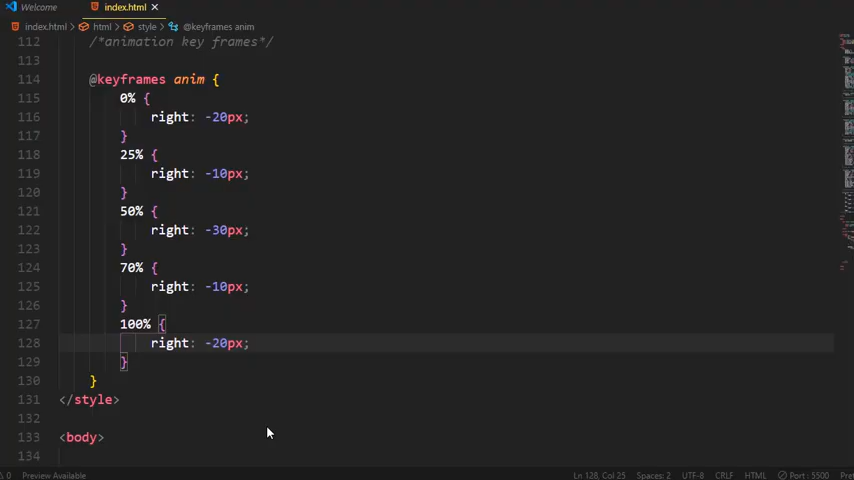 Welcome index.html
index.html > html > style > @keyframes anim
112 /*animation key frames*/
113
114 @keyframes anim {
115 0% {
116 right: -20px;
117 }
118 25% {
119 right: -10px;
120 }
121 50% {
122 right: -30px;
123 }
124 70% {
125 right: -10px;
126 }
127 100% {
128 right: -20px;
129 }
130 }
131 </style>
132
133 <body>
134
0 Preview Available Ln 128, Col 25 Spaces: 2 UTF-8 CRLF HTML Port : 5500